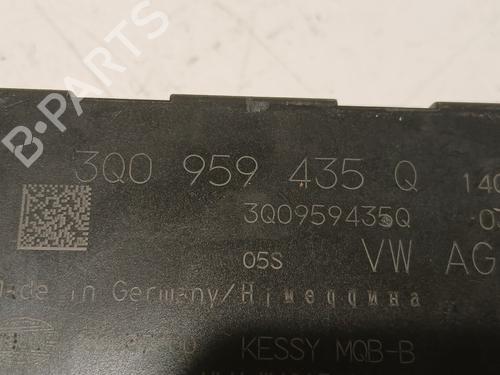 B-PARTS
3Q0 959 435 Q
3Q0959435Q
05S VW AG
Made in Germany/Німеччина
KESSY MQB-B